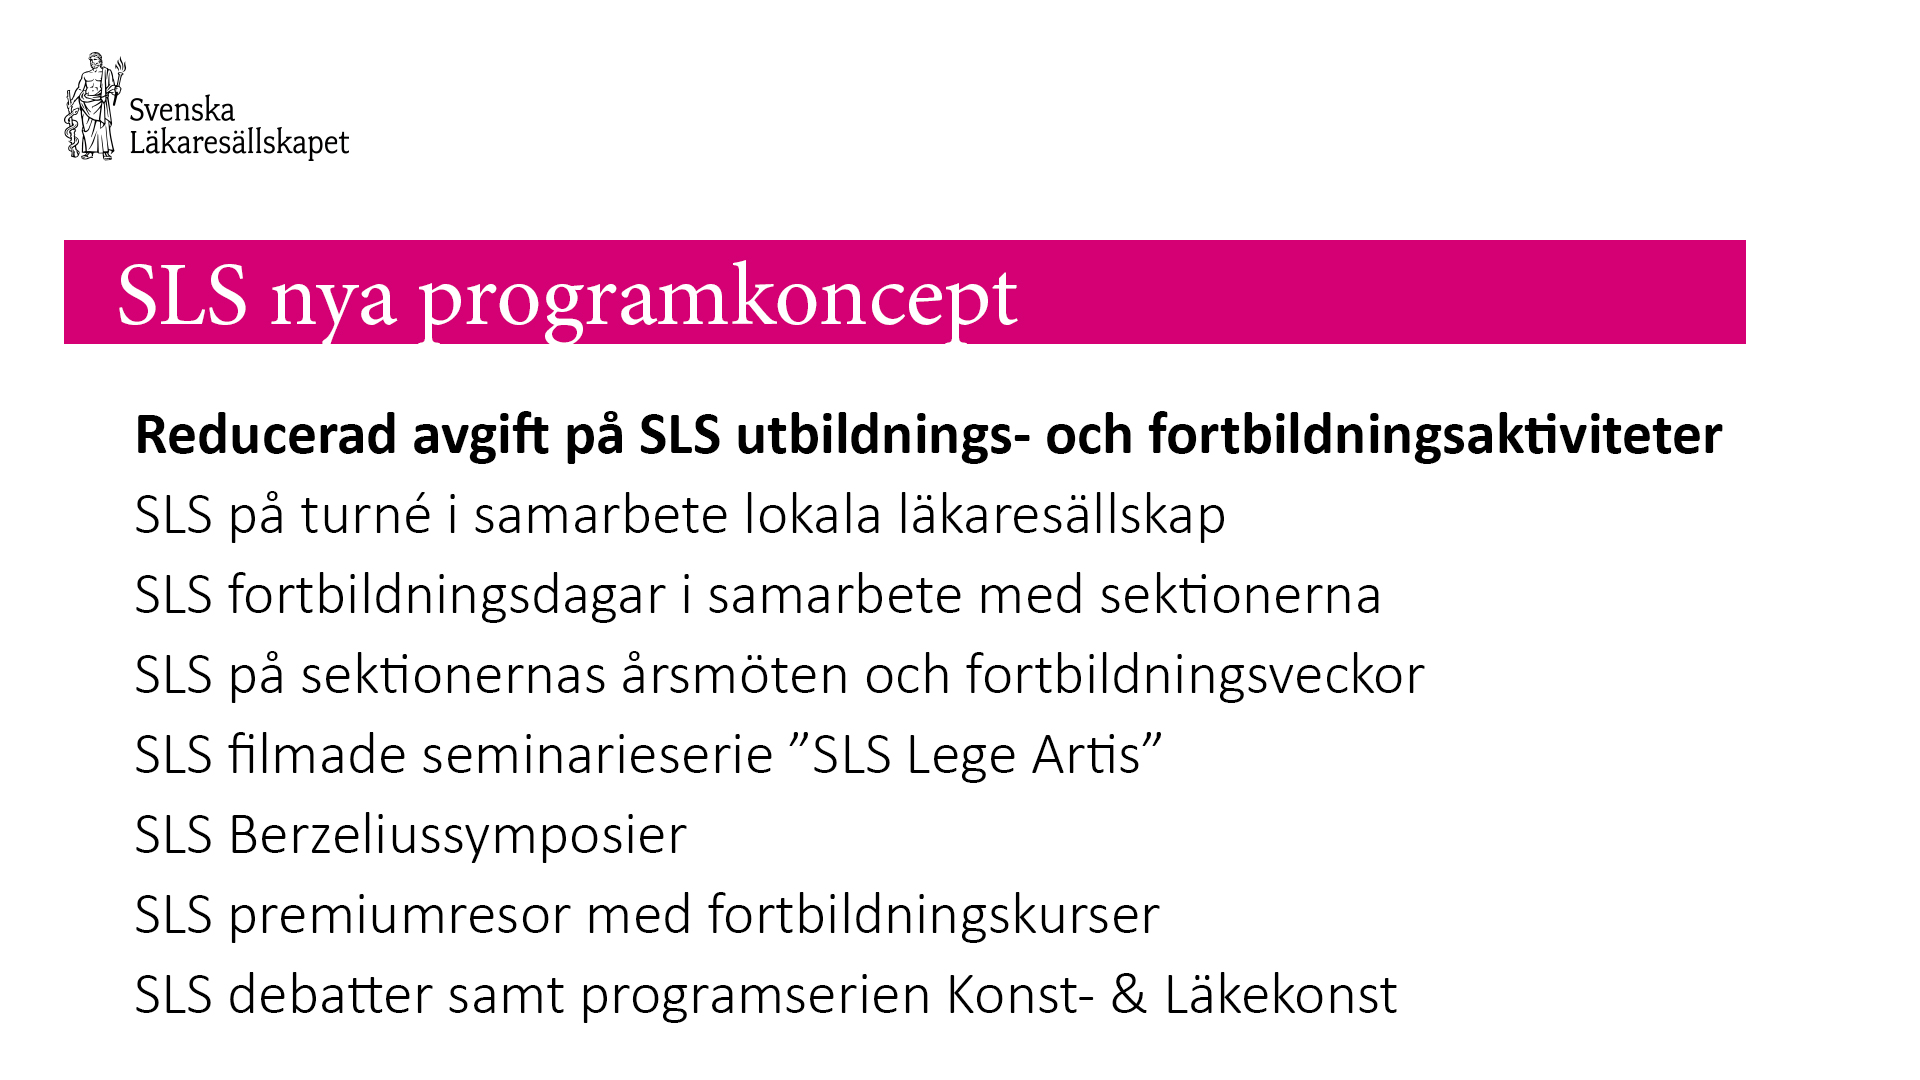 Svenska
Läkaresällskapet
SLS nya programkoncept
Reducerad avgift på SLS utbildnings- och fortbildningsaktiviteter
SLS på turné i samarbete lokala läkaresällskap
SLS fortbildningsdagar i samarbete med sektionerna
SLS på sektionernas årsmöten och fortbildningsveckor
SLS filmade seminarieserie ”SLS Lege Artis”
SLS Berzeliussymposier
SLS premiumresor med fortbildningskurser
SLS debatter samt programserien Konst- & Läkekonst